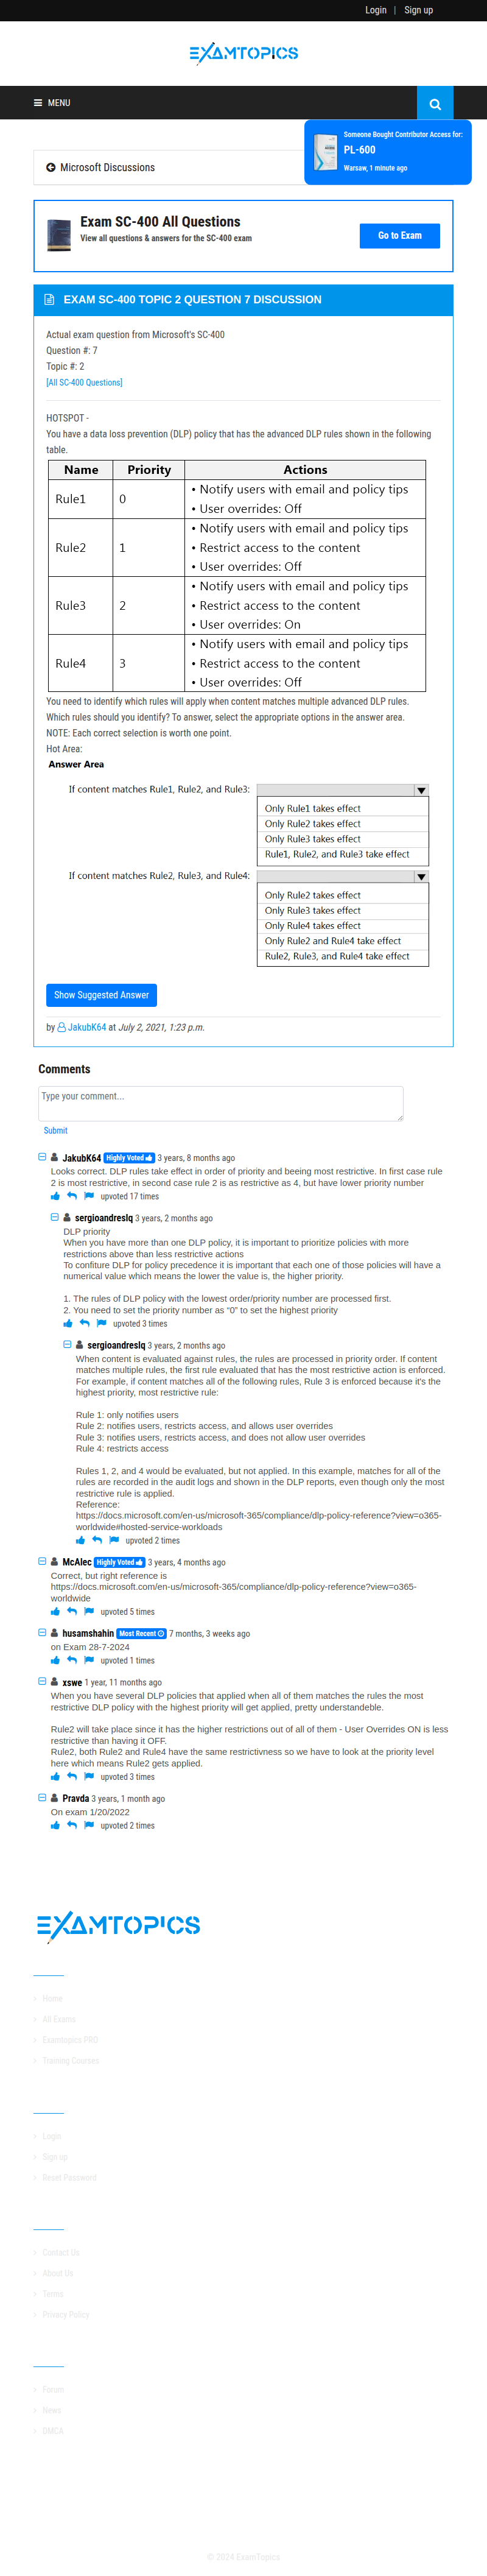 Login | Sign up
EXAMTOPICS
MENU
Someone Bought Contributor Access for:
PL-600
Warsaw, 1 minute ago
Microsoft Discussions
Exam SC-400 All Questions
View all questions & answers for the SC-400 exam
Go to Exam
EXAM SC-400 TOPIC 2 QUESTION 7 DISCUSSION
Actual exam question from Microsoft's SC-400
Question #: 7
Topic #: 2
[All SC-400 Questions]
HOTSPOT -
You have a data loss prevention (DLP) policy that has the advanced DLP rules shown in the following
table.
Name Priority Actions
Rule1 0 • Notify users with email and policy tips
• User overrides: Off
Rule2 1 • Notify users with email and policy tips
• Restrict access to the content
• User overrides: Off
Rule3 2 • Notify users with email and policy tips
• Restrict access to the content
• User overrides: On
Rule4 3 • Notify users with email and policy tips
• Restrict access to the content
• User overrides: Off
You need to identify which rules will apply when content matches multiple advanced DLP rules.
Which rules should you identify? To answer, select the appropriate options in the answer area.
NOTE: Each correct selection is worth one point.
Hot Area:
Answer Area
If content matches Rule1, Rule2, and Rule3:
Only Rule1 takes effect
Only Rule2 takes effect
Only Rule3 takes effect
Rule1, Rule2, and Rule3 take effect
If content matches Rule2, Rule3, and Rule4:
Only Rule2 takes effect
Only Rule3 takes effect
Only Rule4 takes effect
Only Rule2 and Rule4 take effect
Rule2, Rule3, and Rule4 take effect
Show Suggested Answer
by JakubK64 at July 2, 2021, 1:23 p.m.
Comments
Type your comment...
Submit
JakubK64 Highly Voted 3 years, 8 months ago
Looks correct. DLP rules take effect in order of priority and beeing most restrictive. In first case rule
2 is most restrictive, in second case rule 2 is as restrictive as 4, but have lower priority number
upvoted 17 times
sergioandreslq 3 years, 2 months ago
DLP priority
When you have more than one DLP policy, it is important to prioritize policies with more
restrictions above than less restrictive actions
To confiture DLP for policy precedence it is important that each one of those policies will have a
numerical value which means the lower the value is, the higher priority.
1. The rules of DLP policy with the lowest order/priority number are processed first.
2. You need to set the priority number as "0" to set the highest priority
upvoted 3 times
sergioandreslq 3 years, 2 months ago
When content is evaluated against rules, the rules are processed in priority order. If content
matches multiple rules, the first rule evaluated that has the most restrictive action is enforced.
For example, if content matches all of the following rules, Rule 3 is enforced because it's the
highest priority, most restrictive rule:
Rule 1: only notifies users
Rule 2: notifies users, restricts access, and allows user overrides
Rule 3: notifies users, restricts access, and does not allow user overrides
Rule 4: restricts access
Rules 1, 2, and 4 would be evaluated, but not applied. In this example, matches for all of the
rules are recorded in the audit logs and shown in the DLP reports, even though only the most
restrictive rule is applied.
Reference:
https://docs.microsoft.com/en-us/microsoft-365/compliance/dlp-policy-reference?view=o365-
worldwide#hosted-service-workloads
upvoted 2 times
McAlec Highly Voted 3 years, 4 months ago
Correct, but right reference is
https://docs.microsoft.com/en-us/microsoft-365/compliance/dlp-policy-reference?view=o365-
worldwide
upvoted 5 times
husamshahin Most Recent 7 months, 3 weeks ago
on Exam 28-7-2024
upvoted 1 times
xswe 1 year, 11 months ago
When you have several DLP policies that applied when all of them matches the rules the most
restrictive DLP policy with the highest priority will get applied, pretty understandeble.
Rule2 will take place since it has the higher restrictions out of all of them - User Overrides ON is less
restrictive than having it OFF.
Rule2, both Rule2 and Rule4 have the same restrictivness so we have to look at the priority level
here which means Rule2 gets applied.
upvoted 3 times
Pravda 3 years, 1 month ago
On exam 1/20/2022
upvoted 2 times
EXAMTOPICS
Home
All Exams
Examtopics PRO
Training Courses
Login
Sign up
Reset Password
Contact Us
About Us
Terms
Privacy Policy
Forum
News
DMCA
© 2024 ExamTopics